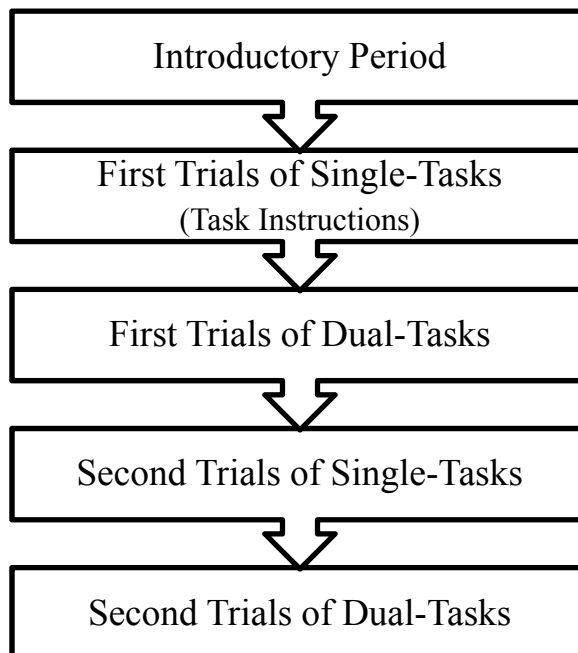 Introductory Period
First Trials of Single-Tasks
(Task Instructions)
First Trials of Dual-Tasks
Second Trials of Single-Tasks
Second Trials of Dual-Tasks